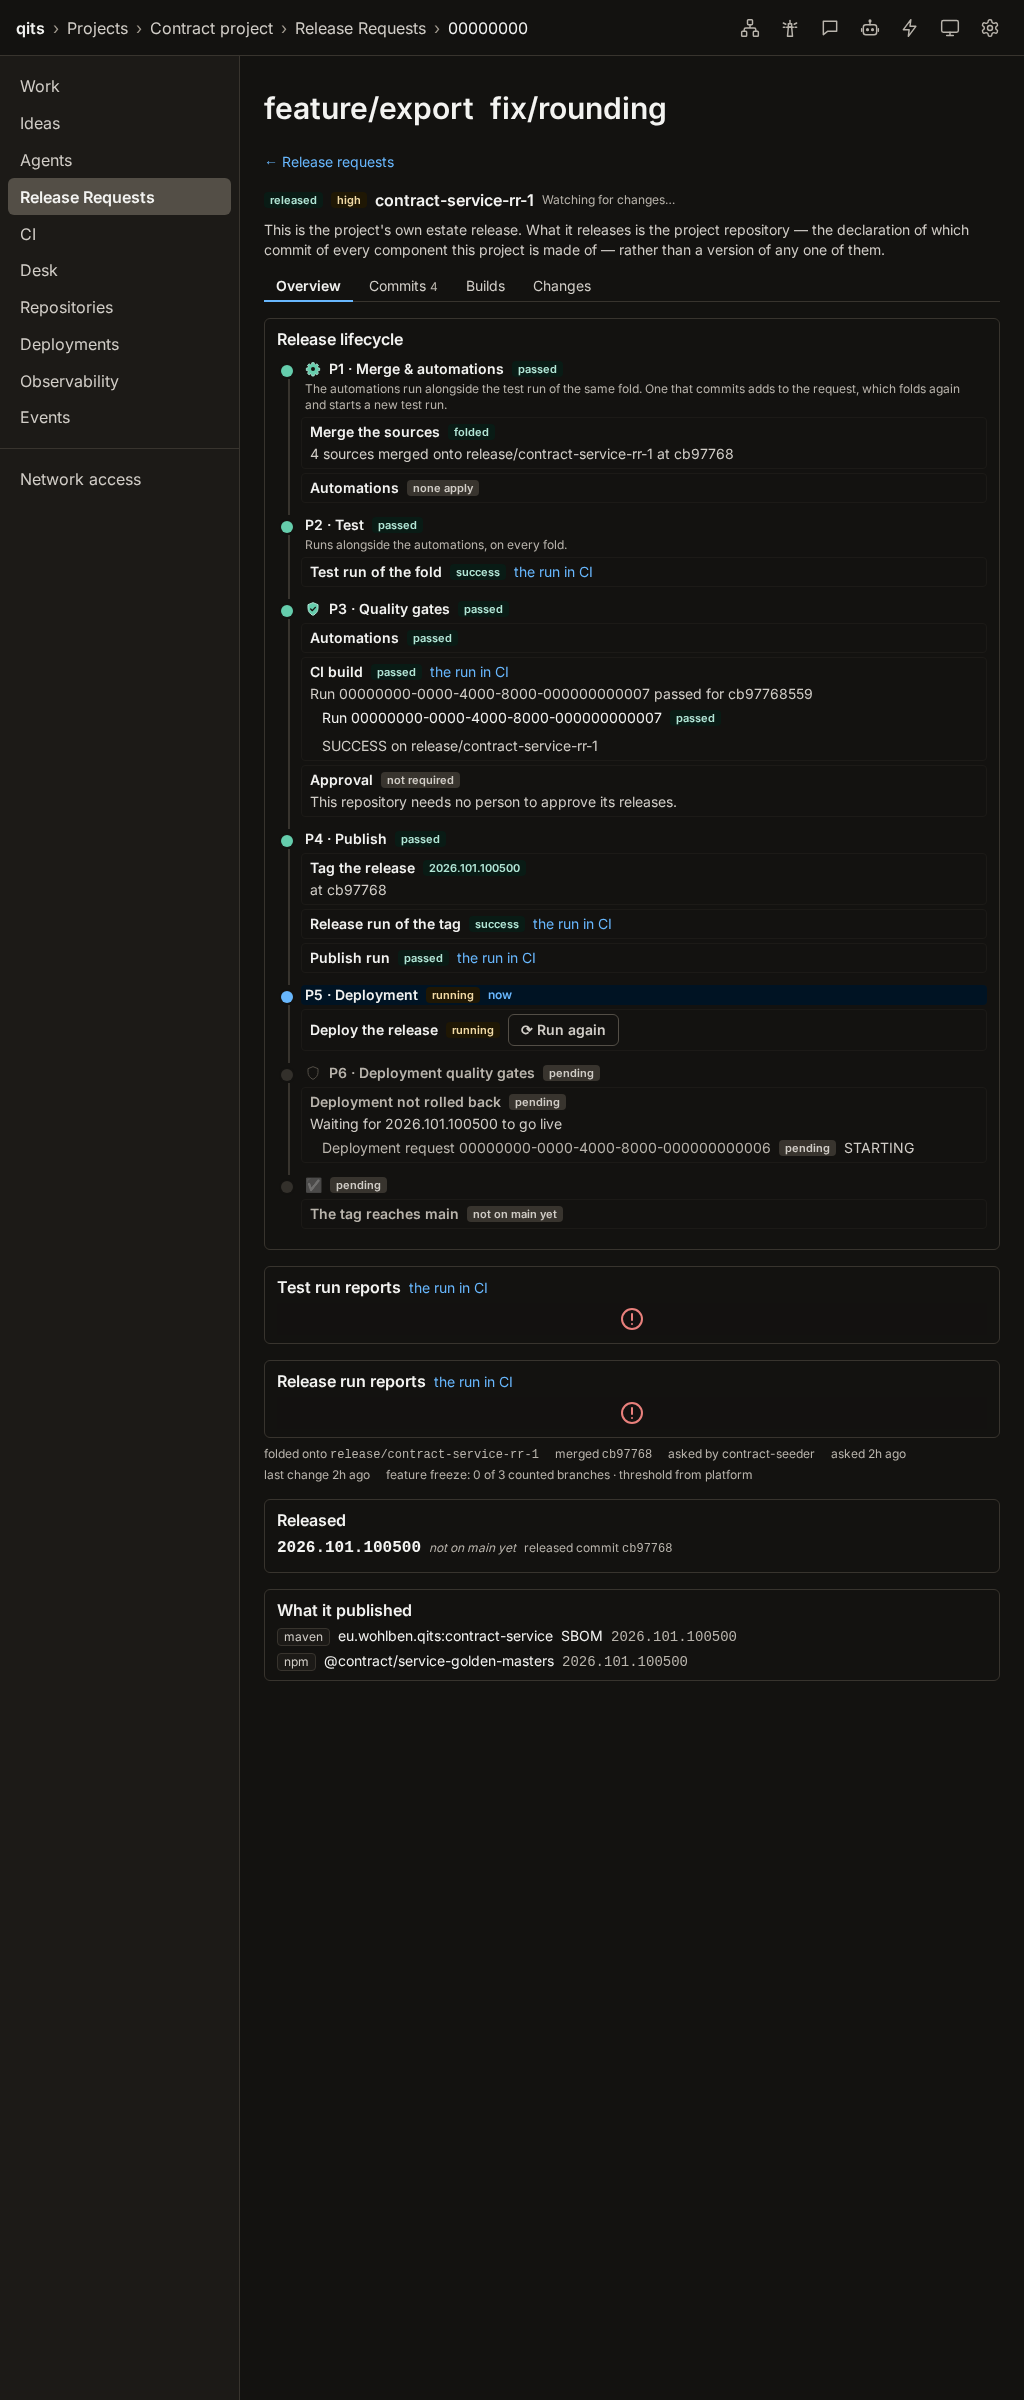 qits › Projects › Contract project › Release Requests › 00000000
Work
Ideas
Agents
Release Requests
CI
Desk
Repositories
Deployments
Observability
Events
Network access
feature/export fix/rounding
← Release requests
released high contract-service-rr-1 Watching for changes…
This is the project's own estate release. What it releases is the project repository — the declaration of which
commit of every component this project is made of — rather than a version of any one of them.
Overview Commits 4 Builds Changes
Release lifecycle
P1 · Merge & automations passed
The automations run alongside the test run of the same fold. One that commits adds to the request, which folds again
and starts a new test run.
Merge the sources folded
4 sources merged onto release/contract-service-rr-1 at cb97768
Automations none apply
P2 · Test passed
Runs alongside the automations, on every fold.
Test run of the fold success the run in CI
P3 · Quality gates passed
Automations passed
CI build passed the run in CI
Run 00000000-0000-4000-8000-000000000007 passed for cb97768559
Run 00000000-0000-4000-8000-000000000007 passed
SUCCESS on release/contract-service-rr-1
Approval not required
This repository needs no person to approve its releases.
P4 · Publish passed
Tag the release 2026.101.100500
at cb97768
Release run of the tag success the run in CI
Publish run passed the run in CI
P5 · Deployment running now
Deploy the release running ⟳ Run again
P6 · Deployment quality gates pending
Deployment not rolled back pending
Waiting for 2026.101.100500 to go live
Deployment request 00000000-0000-4000-8000-000000000006 pending STARTING
pending
The tag reaches main not on main yet
Test run reports the run in CI
Release run reports the run in CI
folded onto release/contract-service-rr-1 merged cb97768 asked by contract-seeder asked 2h ago
last change 2h ago feature freeze: 0 of 3 counted branches · threshold from platform
Released
2026.101.100500 not on main yet released commit cb97768
What it published
maven eu.wohlben.qits:contract-service SBOM 2026.101.100500
npm @contract/service-golden-masters 2026.101.100500